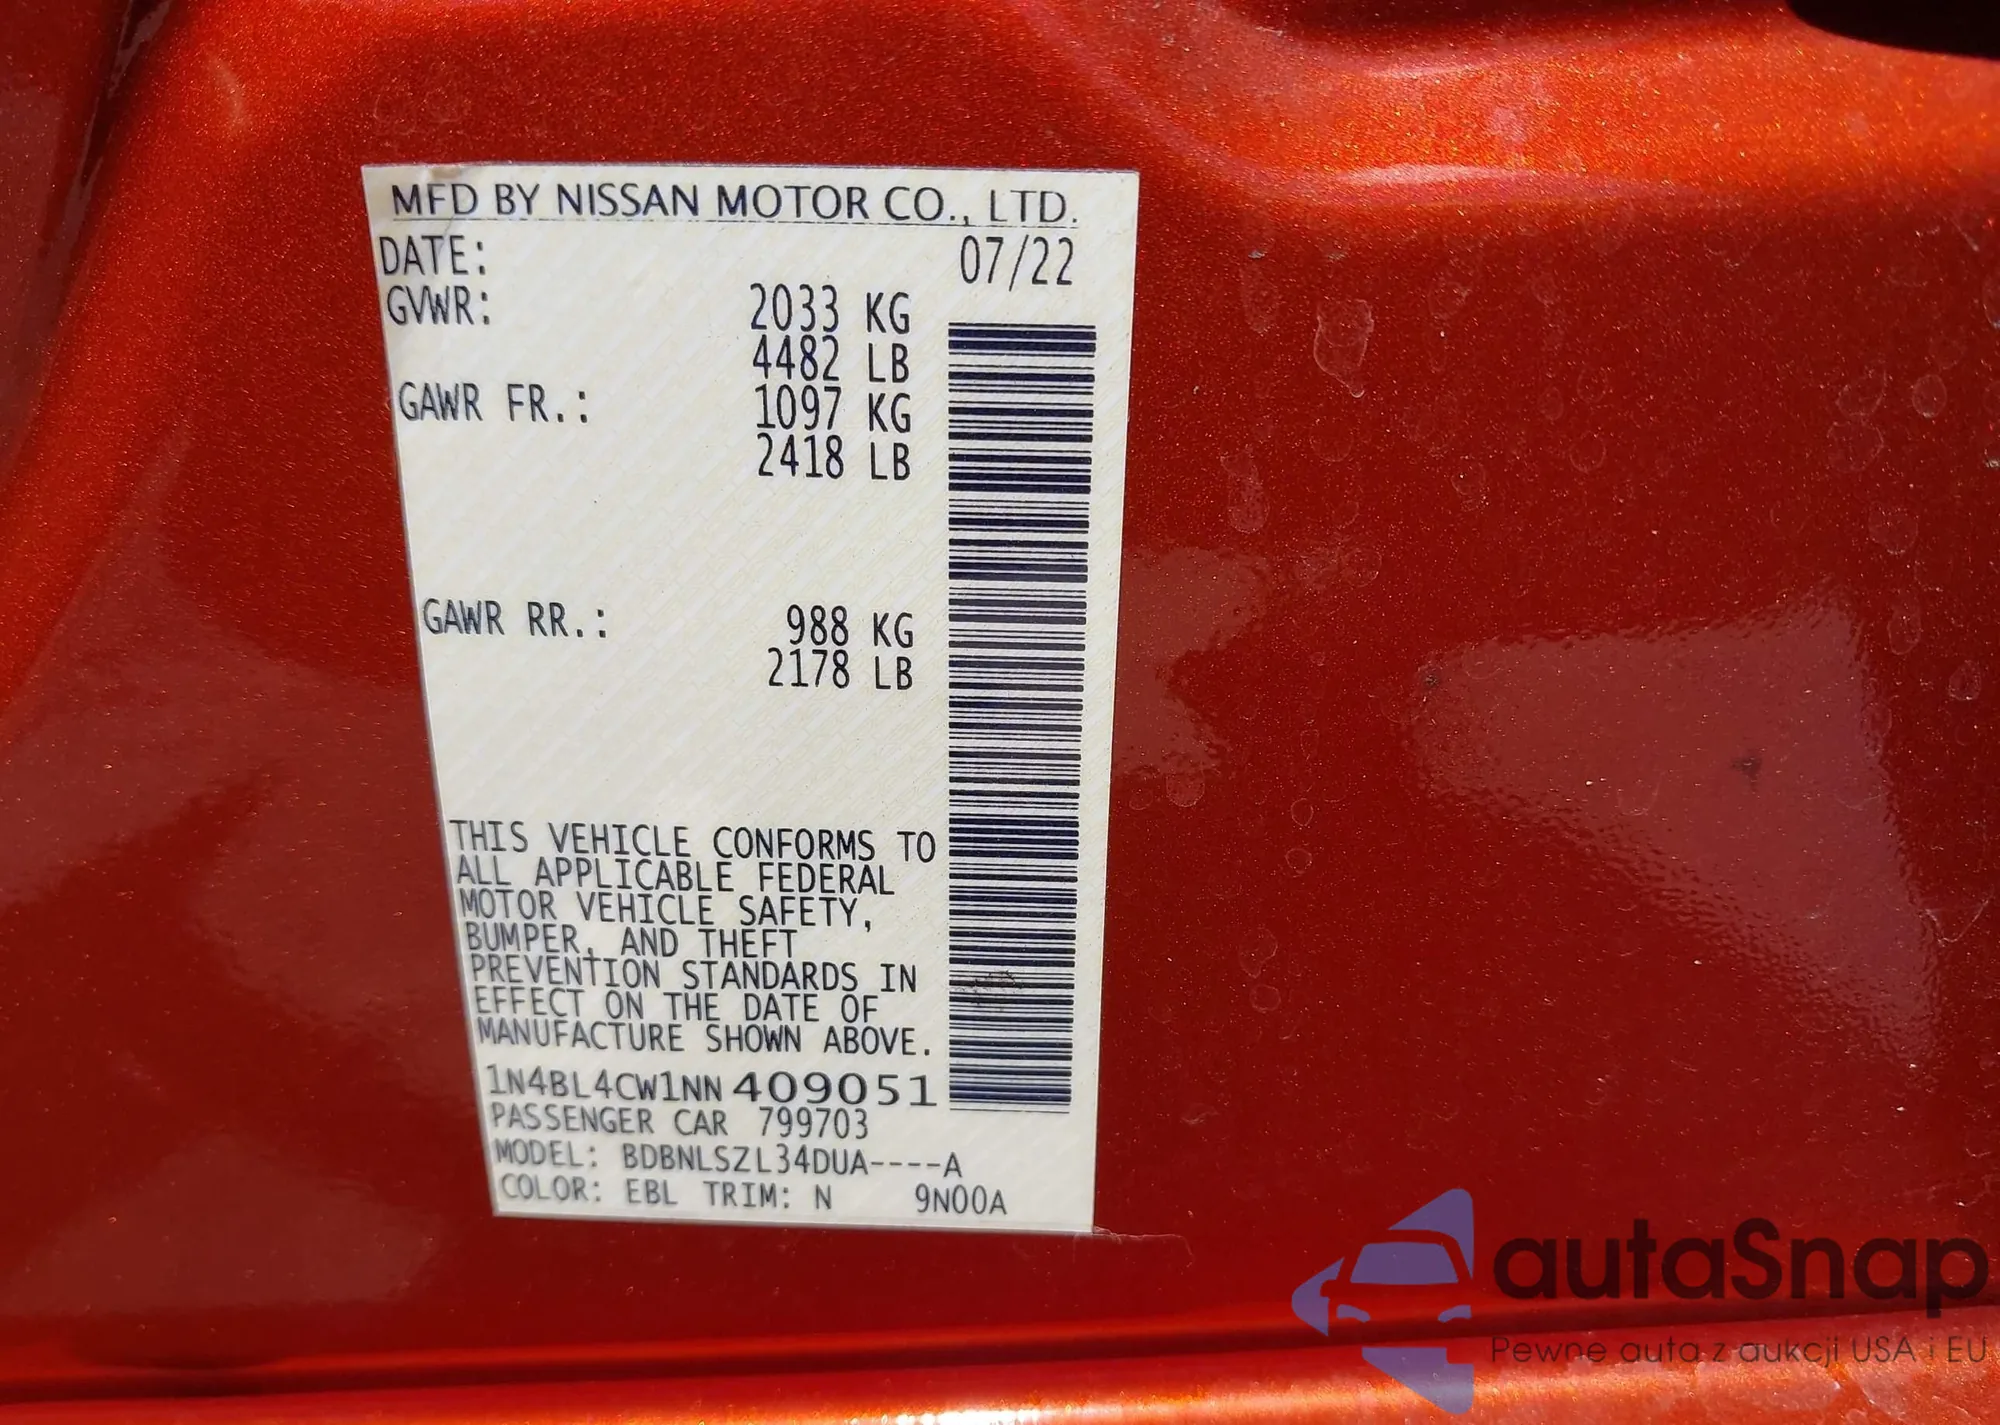 MFD BY NISSAN MOTOR CO., LTD.
DATE: 07/22
GVWR: 2033 KG
4482 LB
GAWR FR.: 1097 KG
2418 LB
GAWR RR.: 988 KG
2178 LB
THIS VEHICLE CONFORMS TO
ALL APPLICABLE FEDERAL
MOTOR VEHICLE SAFETY,
BUMPER, AND THEFT
PREVENTION STANDARDS IN
EFFECT ON THE DATE OF
MANUFACTURE SHOWN ABOVE.
1N4BL4CW1NN409051
PASSENGER CAR 799703
MODEL: BDBNLSZL34DUA----A
COLOR: EBL TRIM: N 9N00A
autaSnap
Pewne auta z aukcji USA i EU